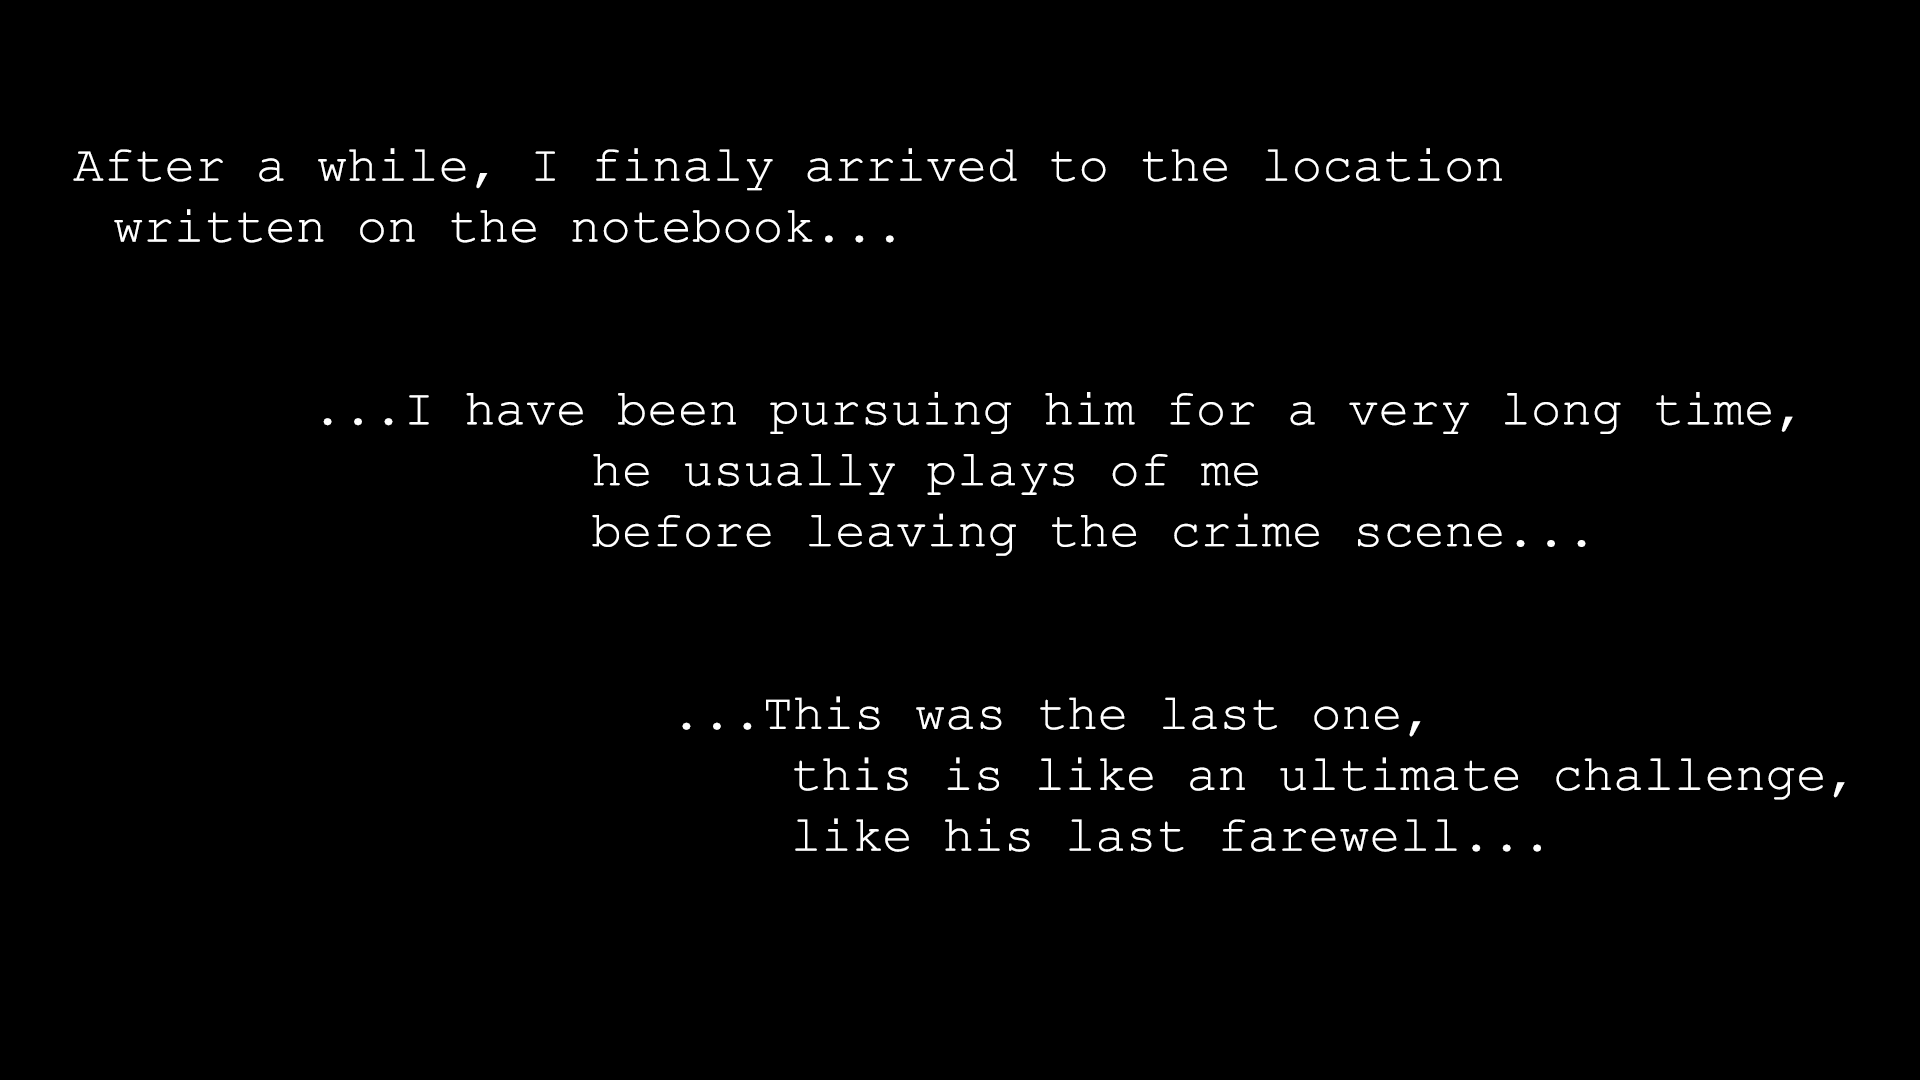 After a while, I finaly arrived to the location
written on the notebook...
...I have been pursuing him for a very long time,
he usually plays of me
before leaving the crime scene...
...This was the last one,
this is like an ultimate challenge,
like his last farewell...